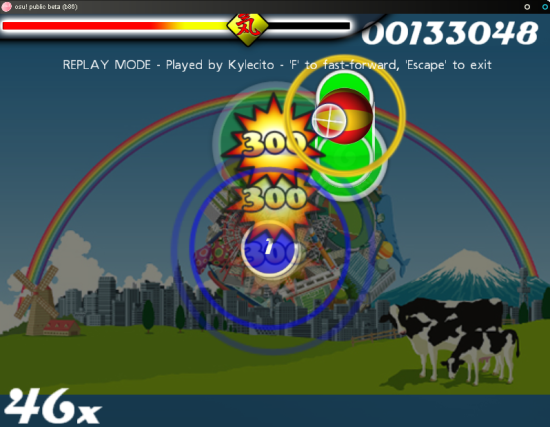 osu! public beta (b86)
気
00133048
REPLAY MODE - Played by Kylecito - 'F' to fast-forward, 'Escape' to exit
300
300
300
1
46x